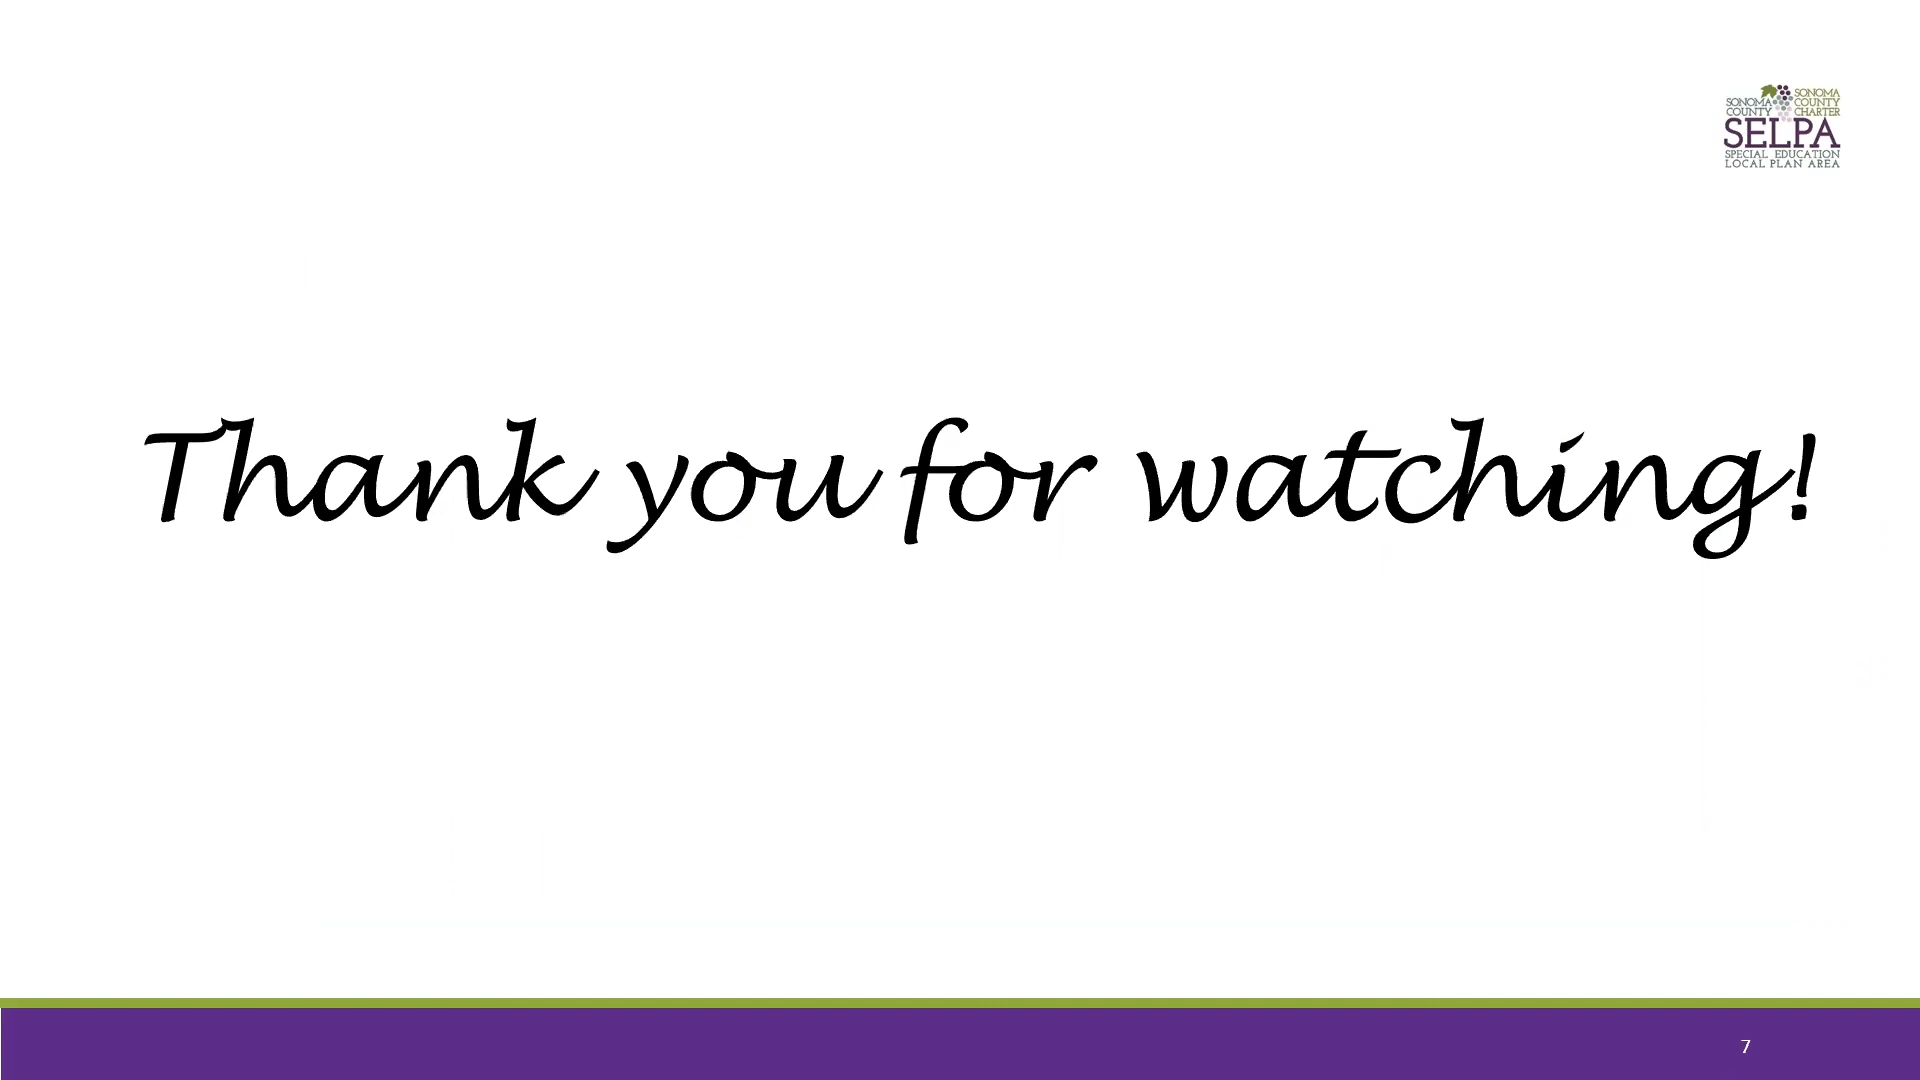 SONOMA COUNTY
SONOMA COUNTY CHARTER
SELPA
SPECIAL EDUCATION
LOCAL PLAN AREA
Thank you for watching!
7